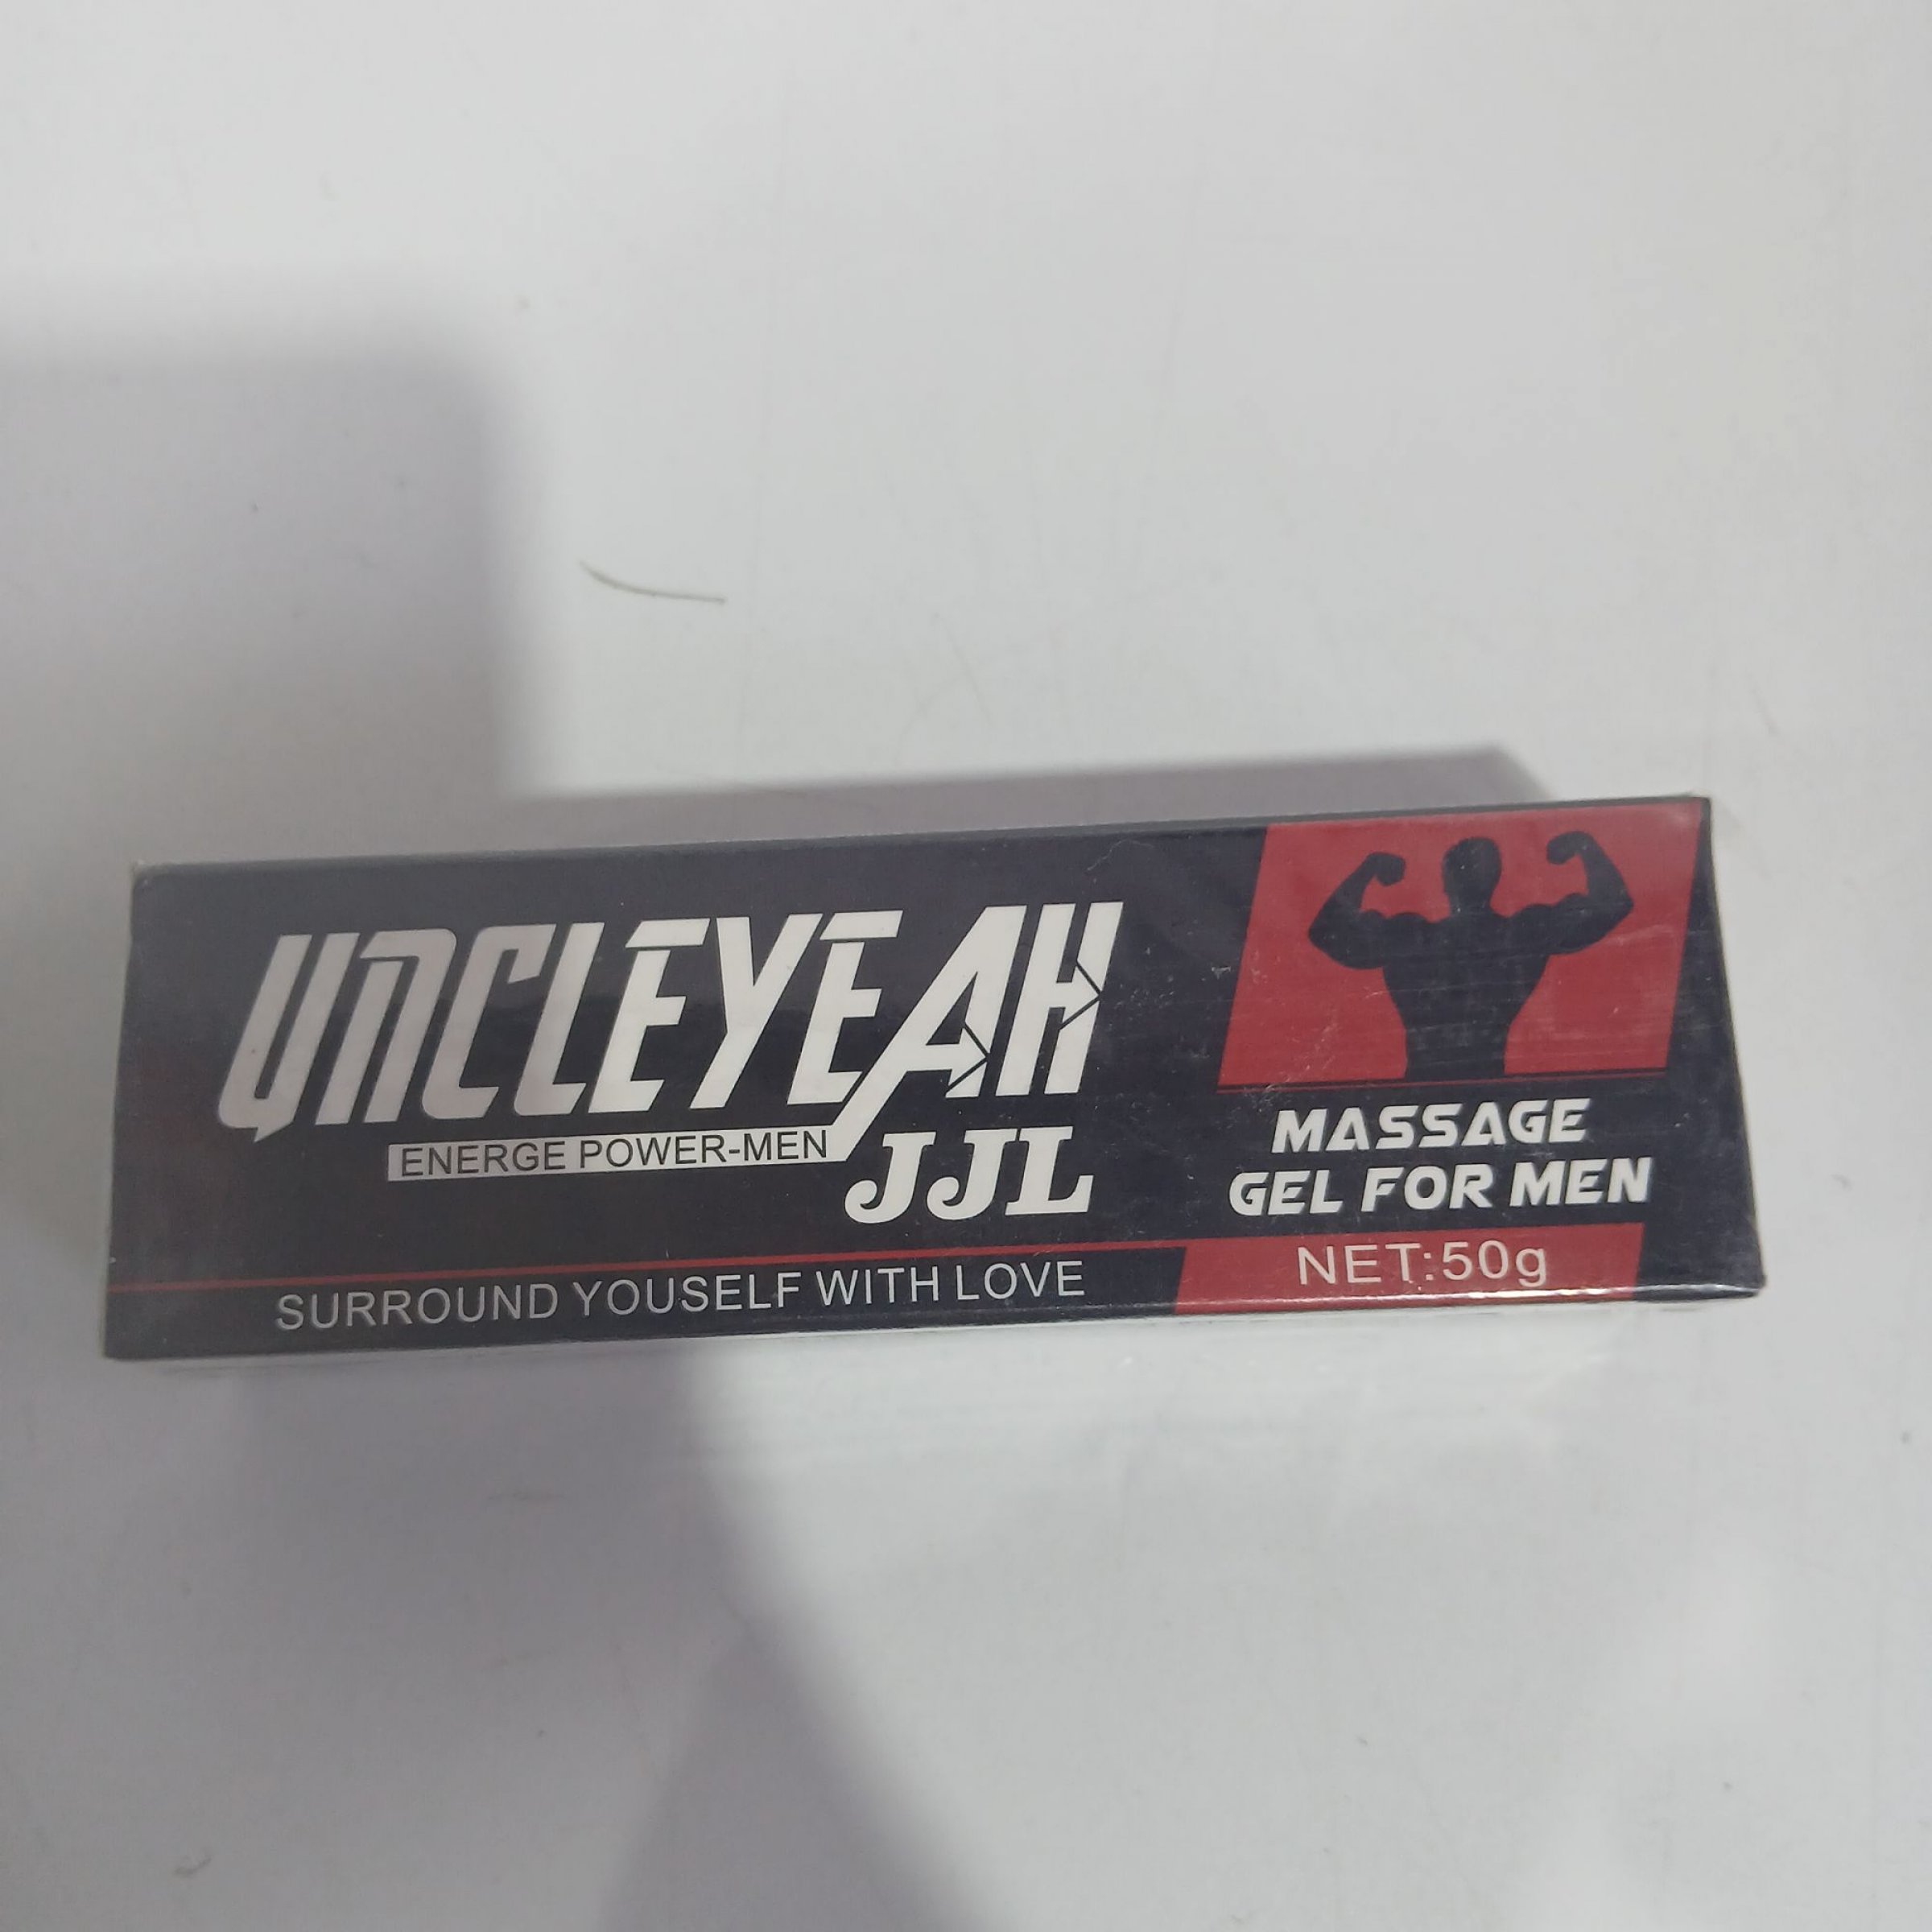 UNCLEYEAH
ENERGE POWER-MEN
JJL
SURROUND YOUSELF WITH LOVE
MASSAGE
GEL FOR MEN
NET:50g